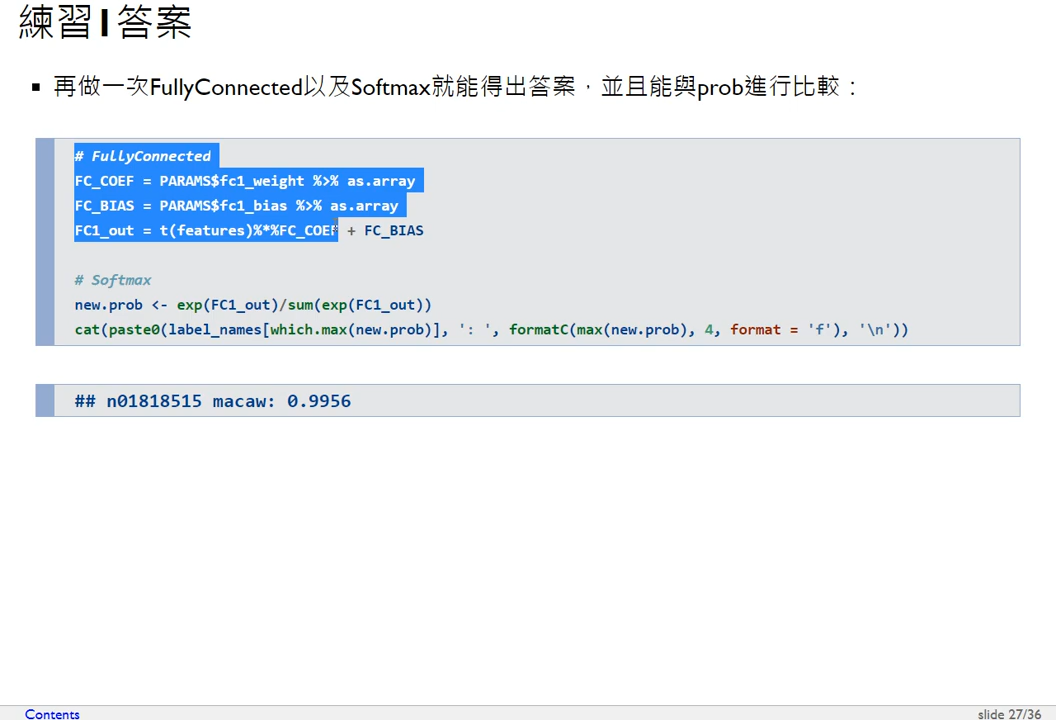 練習1答案
▪ 再做一次FullyConnected以及Softmax就能得出答案，並且能與prob進行比較：
# FullyConnected
FC_COEF = PARAMS$fc1_weight %>% as.array
FC_BIAS = PARAMS$fc1_bias %>% as.array
FC1_out = t(features)%*%FC_COEF + FC_BIAS
# Softmax
new.prob <- exp(FC1_out)/sum(exp(FC1_out))
cat(paste0(label_names[which.max(new.prob)], ': ', formatC(max(new.prob), 4, format = 'f'), '\n'))
## n01818515 macaw: 0.9956
Contents
slide 27/36